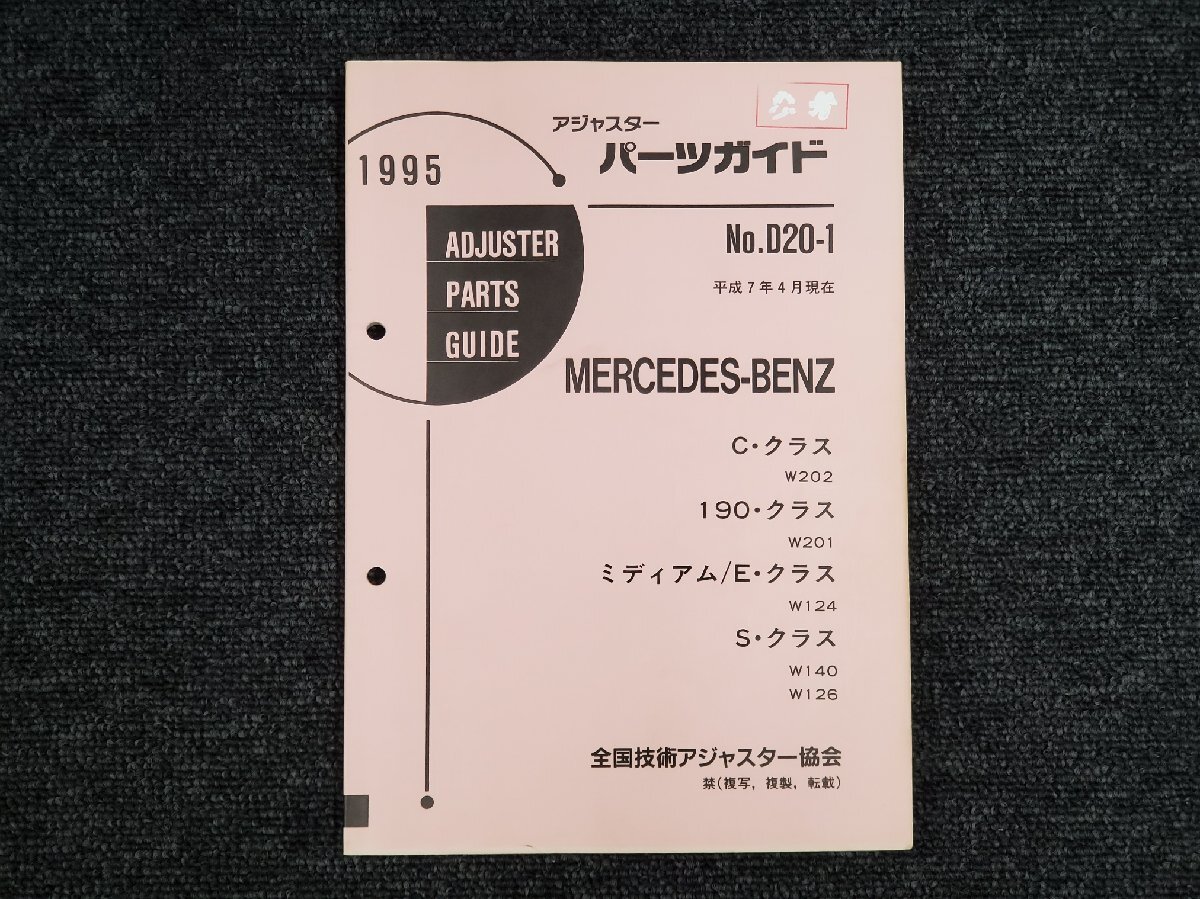 アジャスター
パーツガイド
1995
ADJUSTER
PARTS
GUIDE
No.D20-1
平成7年4月現在
MERCEDES-BENZ
C・クラス
W202
190・クラス
W201
ミディアム/E・クラス
W124
S・クラス
W140
W126
全国技術アジャスター協会
禁(複写, 複製, 転載)